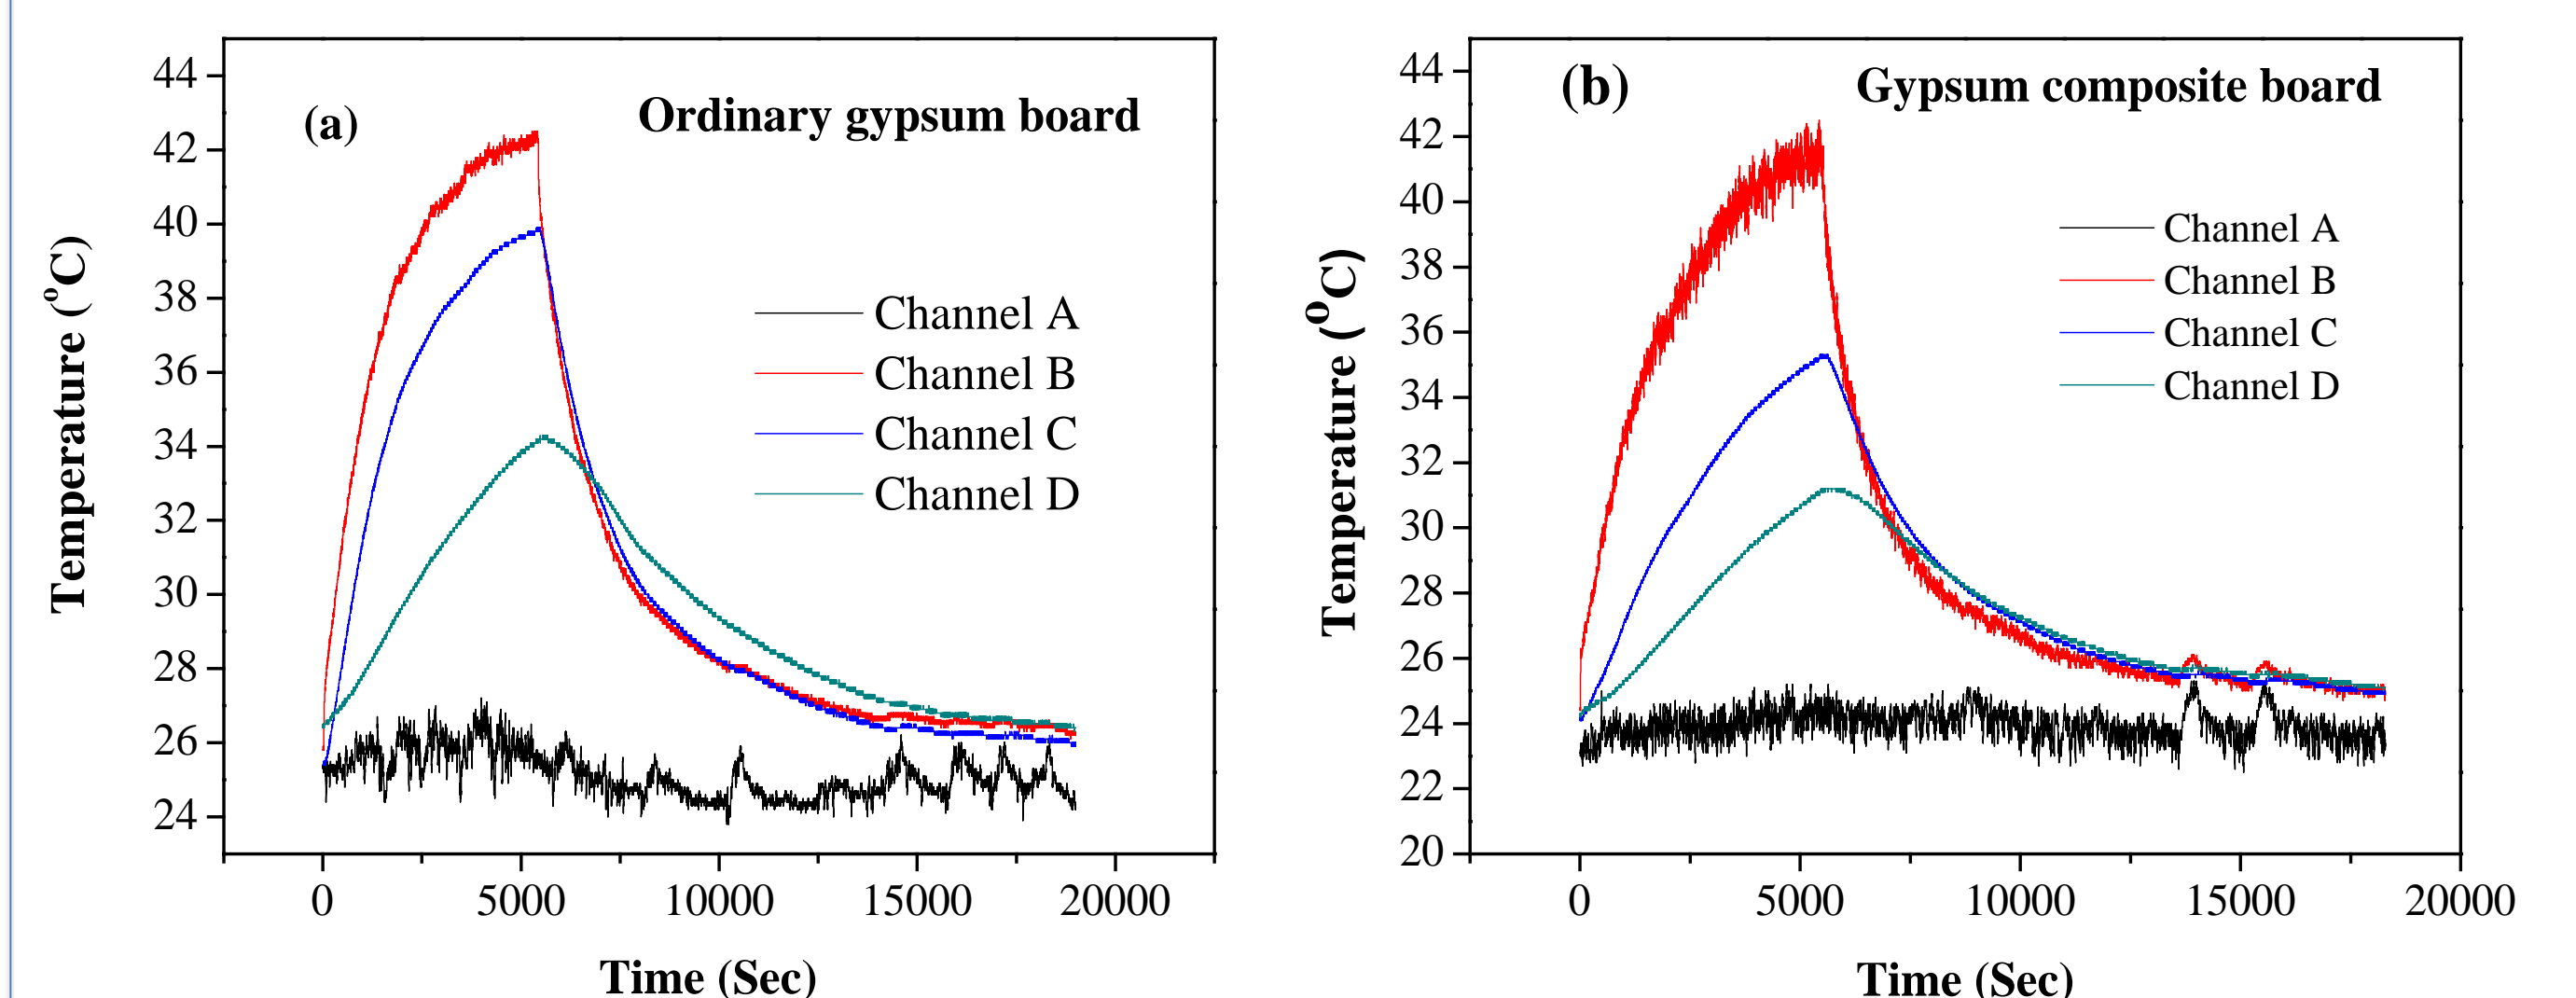 (a)
Ordinary gypsum board
44
42
40
38
36
34
32
30
28
26
24
Temperature (°C)
Channel A
Channel B
Channel C
Channel D
0 5000 10000 15000 20000
Time (Sec)
(b)
Gypsum composite board
44
42
40
38
36
34
32
30
28
26
24
22
20
Temperature (°C)
Channel A
Channel B
Channel C
Channel D
0 5000 10000 15000 20000
Time (Sec)